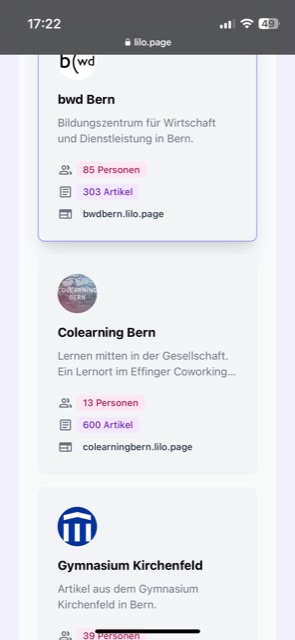 17:22
49
lilo.page
b(wd
bwd Bern
Bildungszentrum für Wirtschaft
und Dienstleistung in Bern.
85 Personen
303 Artikel
bwdbern.lilo.page
COLEARNING
BERN
Colearning Bern
Lernen mitten in der Gesellschaft.
Ein Lernort im Effinger Coworking...
13 Personen
600 Artikel
colearningbern.lilo.page
Gymnasium Kirchenfeld
Artikel aus dem Gymnasium
Kirchenfeld in Bern.
39 Personen